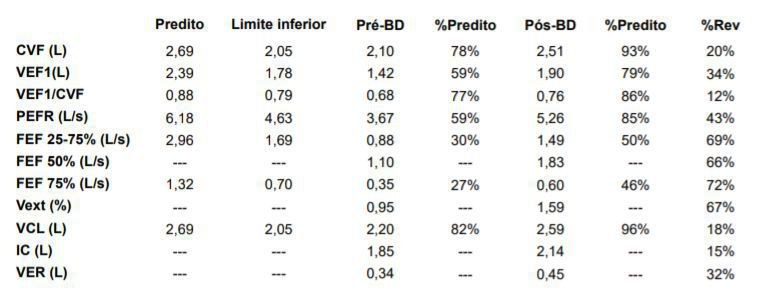 Predito Limite inferior Pré-BD %Predito Pós-BD %Predito %Rev
CVF (L) 2,69 2,05 2,10 78% 2,51 93% 20%
VEF1(L) 2,39 1,78 1,42 59% 1,90 79% 34%
VEF1/CVF 0,88 0,79 0,68 77% 0,76 86% 12%
PEFR (L/s) 6,18 4,63 3,67 59% 5,26 85% 43%
FEF 25-75% (L/s) 2,96 1,69 0,88 30% 1,49 50% 69%
FEF 50% (L/s) --- --- 1,10 --- 1,83 --- 66%
FEF 75% (L/s) 1,32 0,70 0,35 27% 0,60 46% 72%
Vext (%) --- --- 0,95 --- 1,59 --- 67%
VCL (L) 2,69 2,05 2,20 82% 2,59 96% 18%
IC (L) --- --- 1,85 --- 2,14 --- 15%
VER (L) --- --- 0,34 --- 0,45 --- 32%